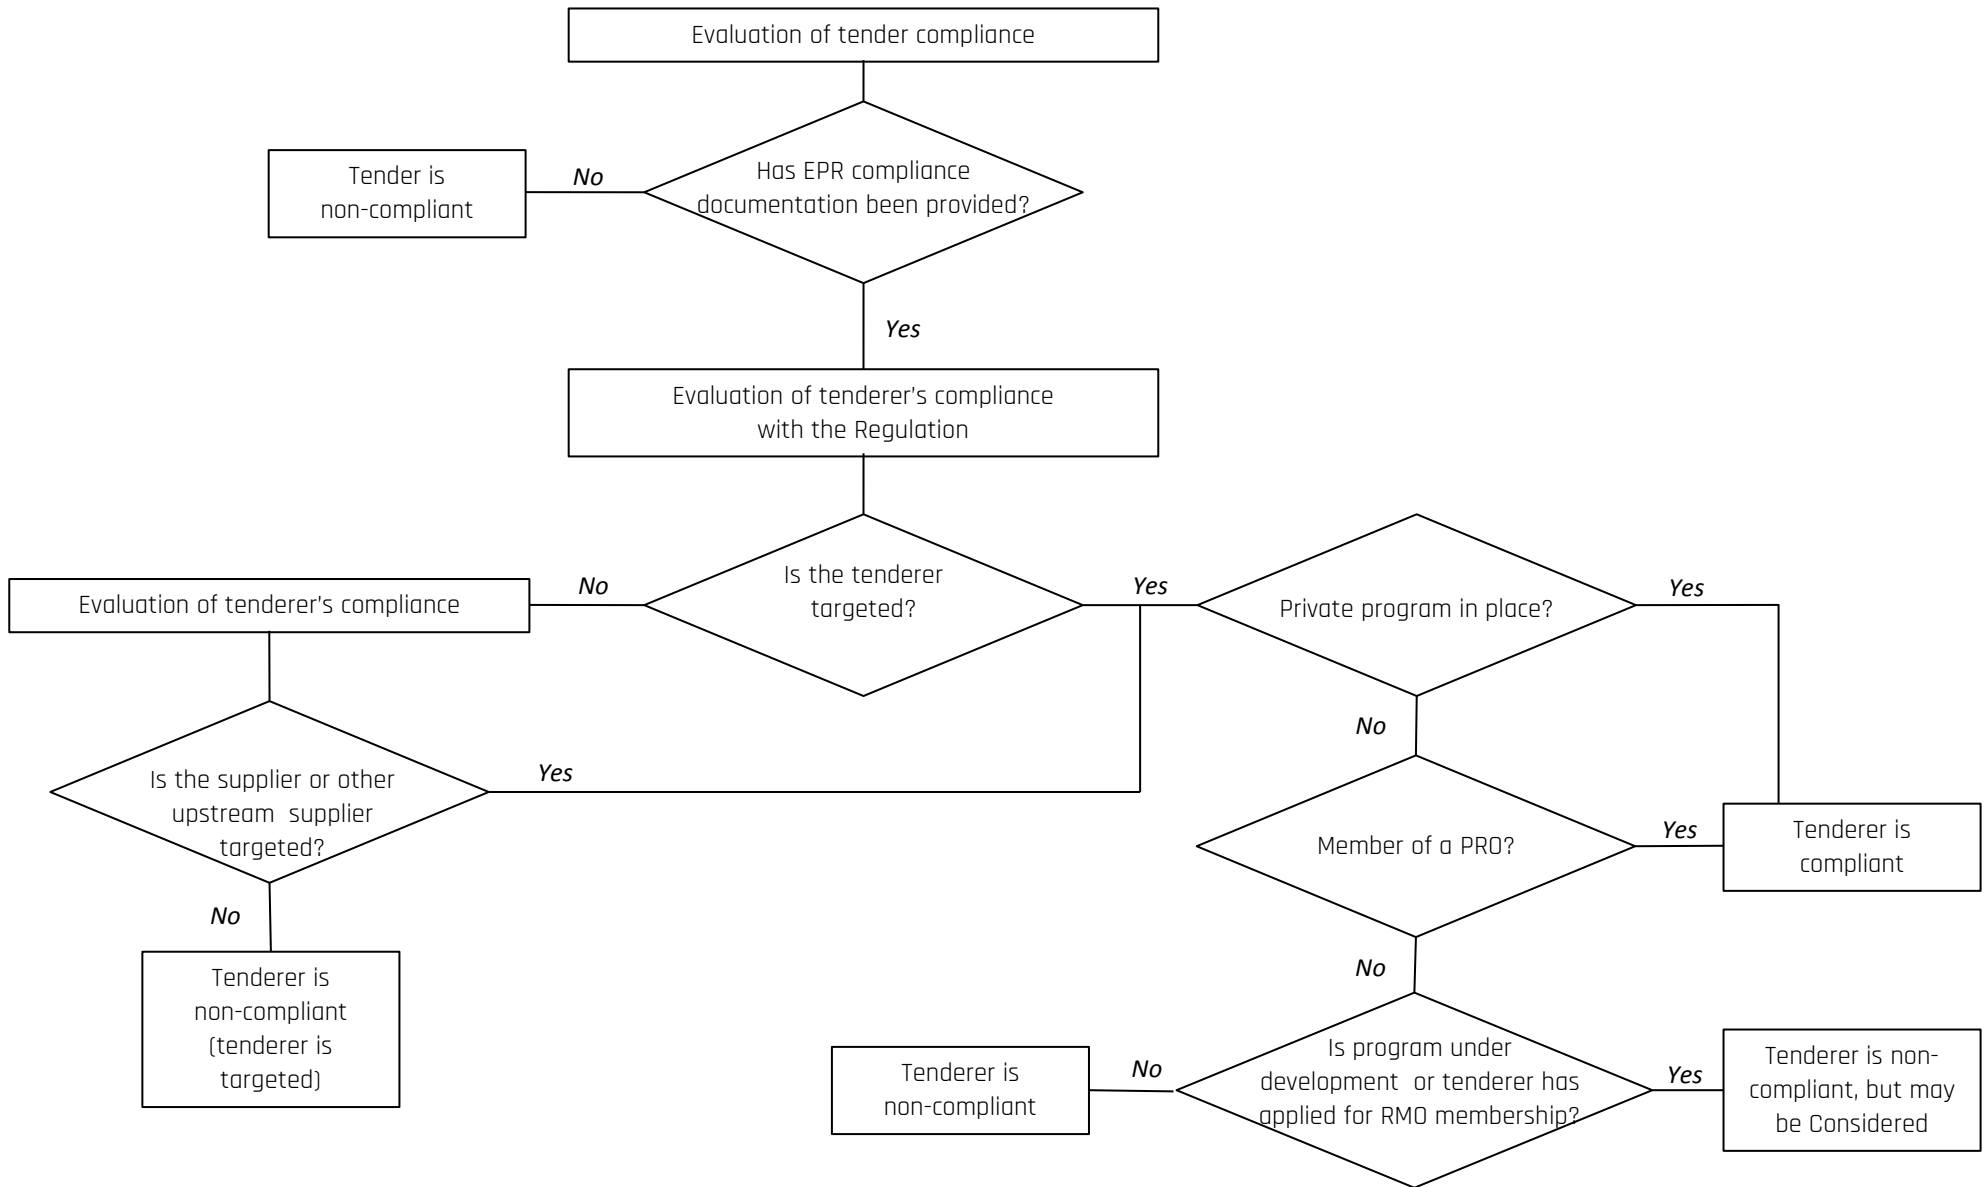 Evaluation of tender compliance
Has EPR compliance
documentation been provided?
No
Tender is
non-compliant
Yes
Evaluation of tenderer's compliance
with the Regulation
Is the tenderer
targeted?
No
Evaluation of tenderer's compliance
Yes
Private program in place?
Yes
No
Is the supplier or other
upstream  supplier
targeted?
Yes
Member of a PRO?
Yes
Tenderer is
compliant
No
Tenderer is
non-compliant
(tenderer is
targeted)
No
Is program under
development  or tenderer has
applied for RMO membership?
No
Tenderer is
non-compliant
Yes
Tenderer is non-
compliant, but may
be Considered